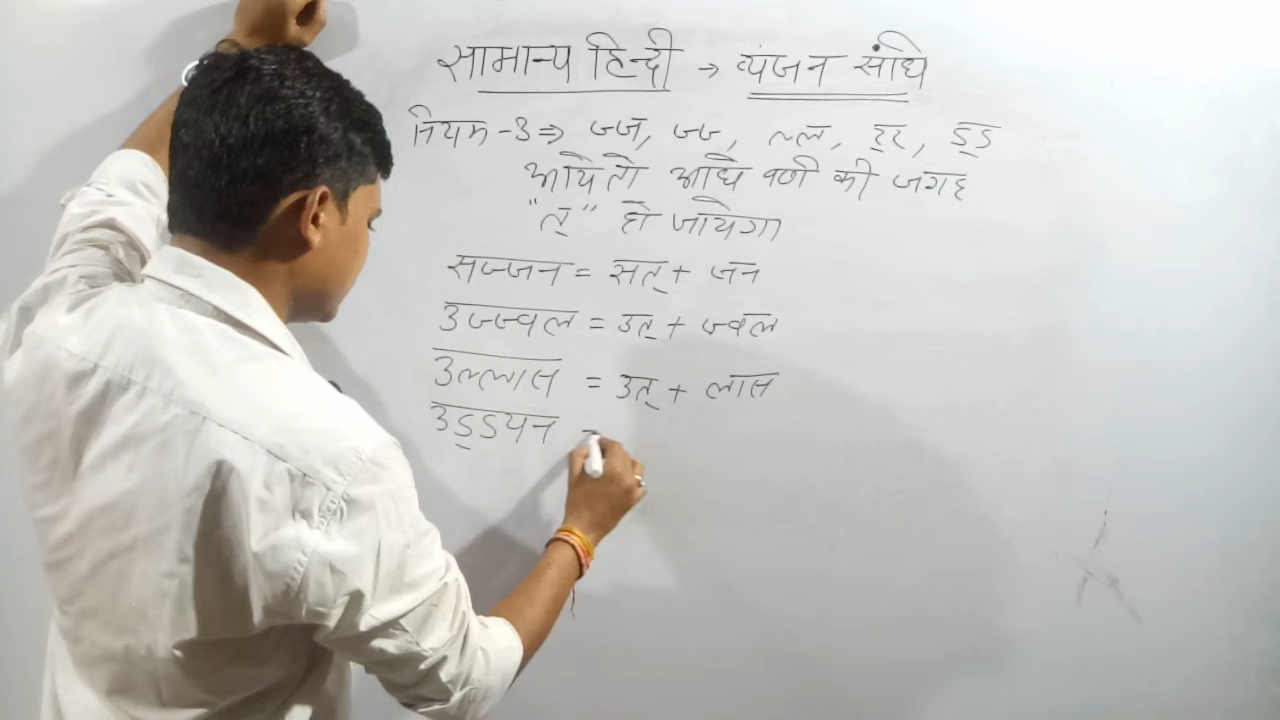 सामान्य हिन्दी → व्यंजन संधि
नियम -3 ⇒ ज्ज, ज्ज्, ल्ल, ट्ट, ड्ड
आये तो आधे वर्ण की जगह
"त्" हो जायेगा
सज्जन = सत् + जन
उज्ज्वल = उत् + ज्वल
उल्लास = उत् + लास
उड्डयन =